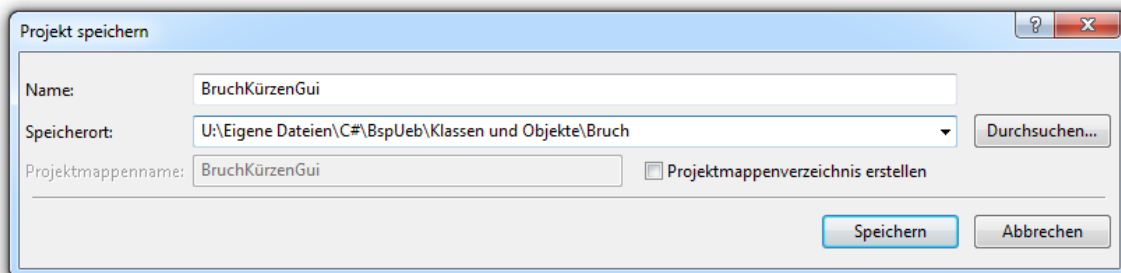 Projekt speichern
Name: BruchKürzenGui
Speicherort: U:\Eigene Dateien\C#\BspUeb\Klassen und Objekte\Bruch Durchsuchen...
Projektmappenname: BruchKürzenGui Projektmappenverzeichnis erstellen
Speichern Abbrechen